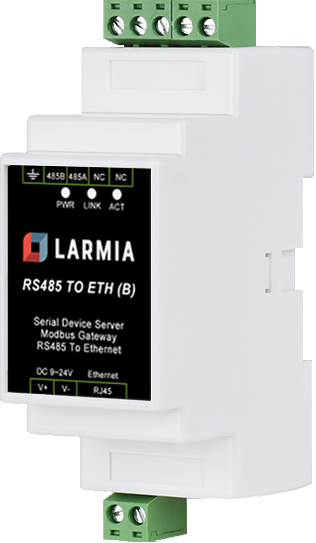 485B 485A NC NC
PWR LINK ACT
LARMIA
RS485 TO ETH (B)
Serial Device Server
Modbus Gateway
RS485 To Ethernet
DC 9~24V Ethernet
V+ V- RJ45